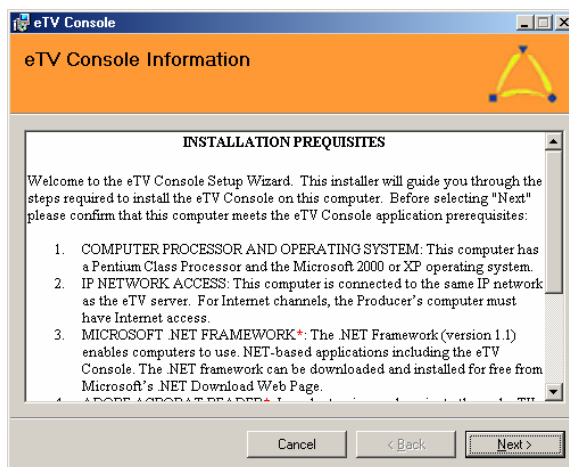 eTV Console
eTV Console Information
INSTALLATION PREQUISITES
Welcome to the eTV Console Setup Wizard. This installer will guide you through the
steps required to install the eTV Console on this computer. Before selecting "Next"
please confirm that this computer meets the eTV Console application prerequisites:
1. COMPUTER PROCESSOR AND OPERATING SYSTEM: This computer has
a Pentium Class Processor and the Microsoft 2000 or XP operating system.
2. IP NETWORK ACCESS: This computer is connected to the same IP network
as the eTV server. For Internet channels, the Producer's computer must
have Internet access.
3. MICROSOFT .NET FRAMEWORK*: The .NET Framework (version 1.1)
enables computers to use. NET-based applications including the eTV
Console. The .NET framework can be downloaded and installed for free from
Microsoft's .NET Download Web Page.
4. ADOBE ACROBAT READER*:
Cancel < Back Next >